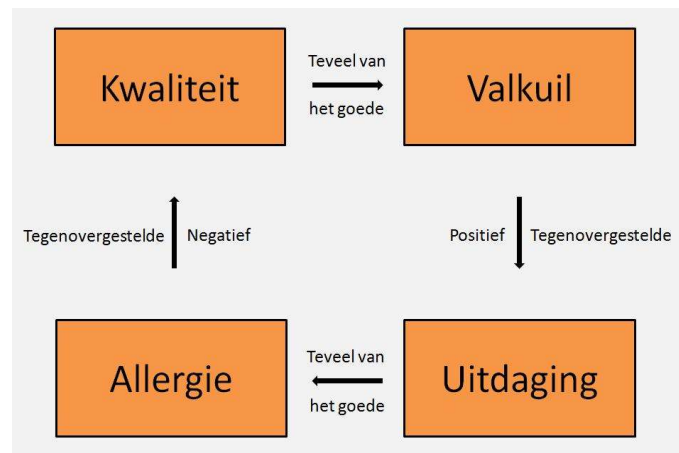 Kwaliteit
Teveel van
het goede
Valkuil
Tegenovergestelde
Negatief
Positief
Tegenovergestelde
Allergie
Teveel van
het goede
Uitdaging